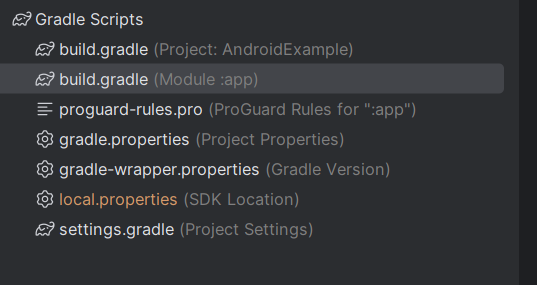 Gradle Scripts
build.gradle (Project: AndroidExample)
build.gradle (Module :app)
proguard-rules.pro (ProGuard Rules for ":app")
gradle.properties (Project Properties)
gradle-wrapper.properties (Gradle Version)
local.properties (SDK Location)
settings.gradle (Project Settings)